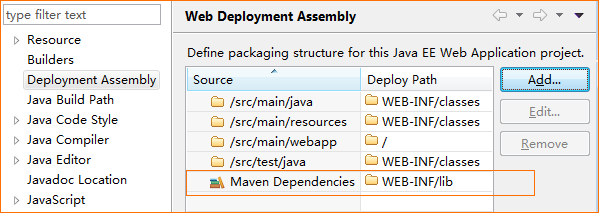 type filter text
Resource
Builders
Deployment Assembly
Java Build Path
Java Code Style
Java Compiler
Java Editor
Javadoc Location
JavaScript
Web Deployment Assembly
Define packaging structure for this Java EE Web Application project.
Source Deploy Path
/src/main/java WEB-INF/classes
/src/main/resources WEB-INF/classes
/src/main/webapp /
/src/test/java WEB-INF/classes
Maven Dependencies WEB-INF/lib
Add...
Edit...
Remove